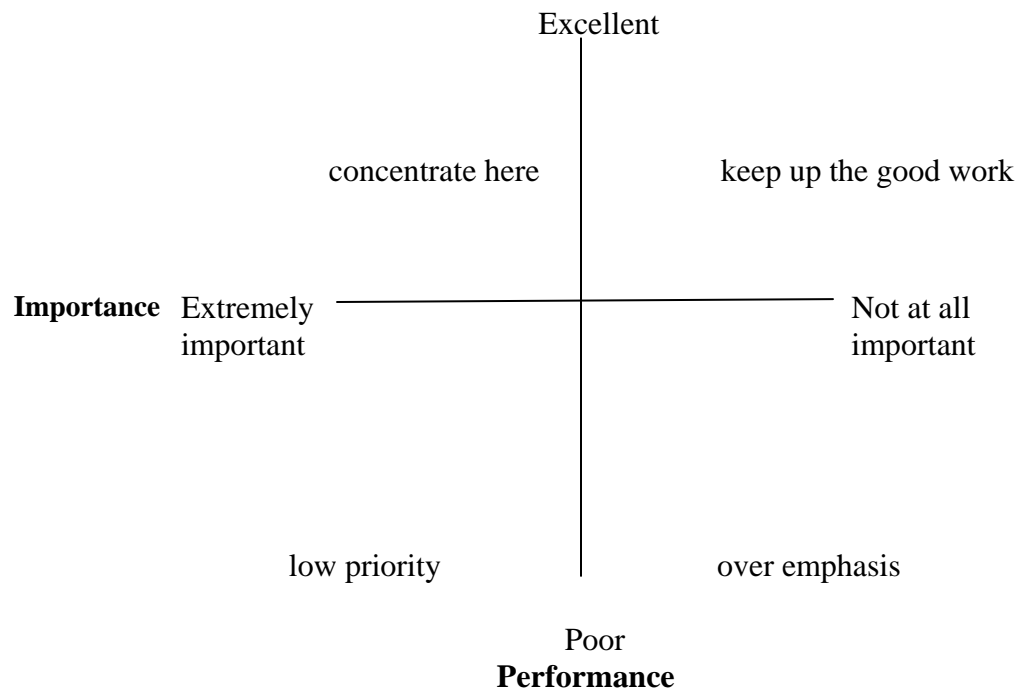 Excellent
concentrate here
keep up the good work
Importance
Extremely
important
Not at all
important
low priority
over emphasis
Poor
Performance